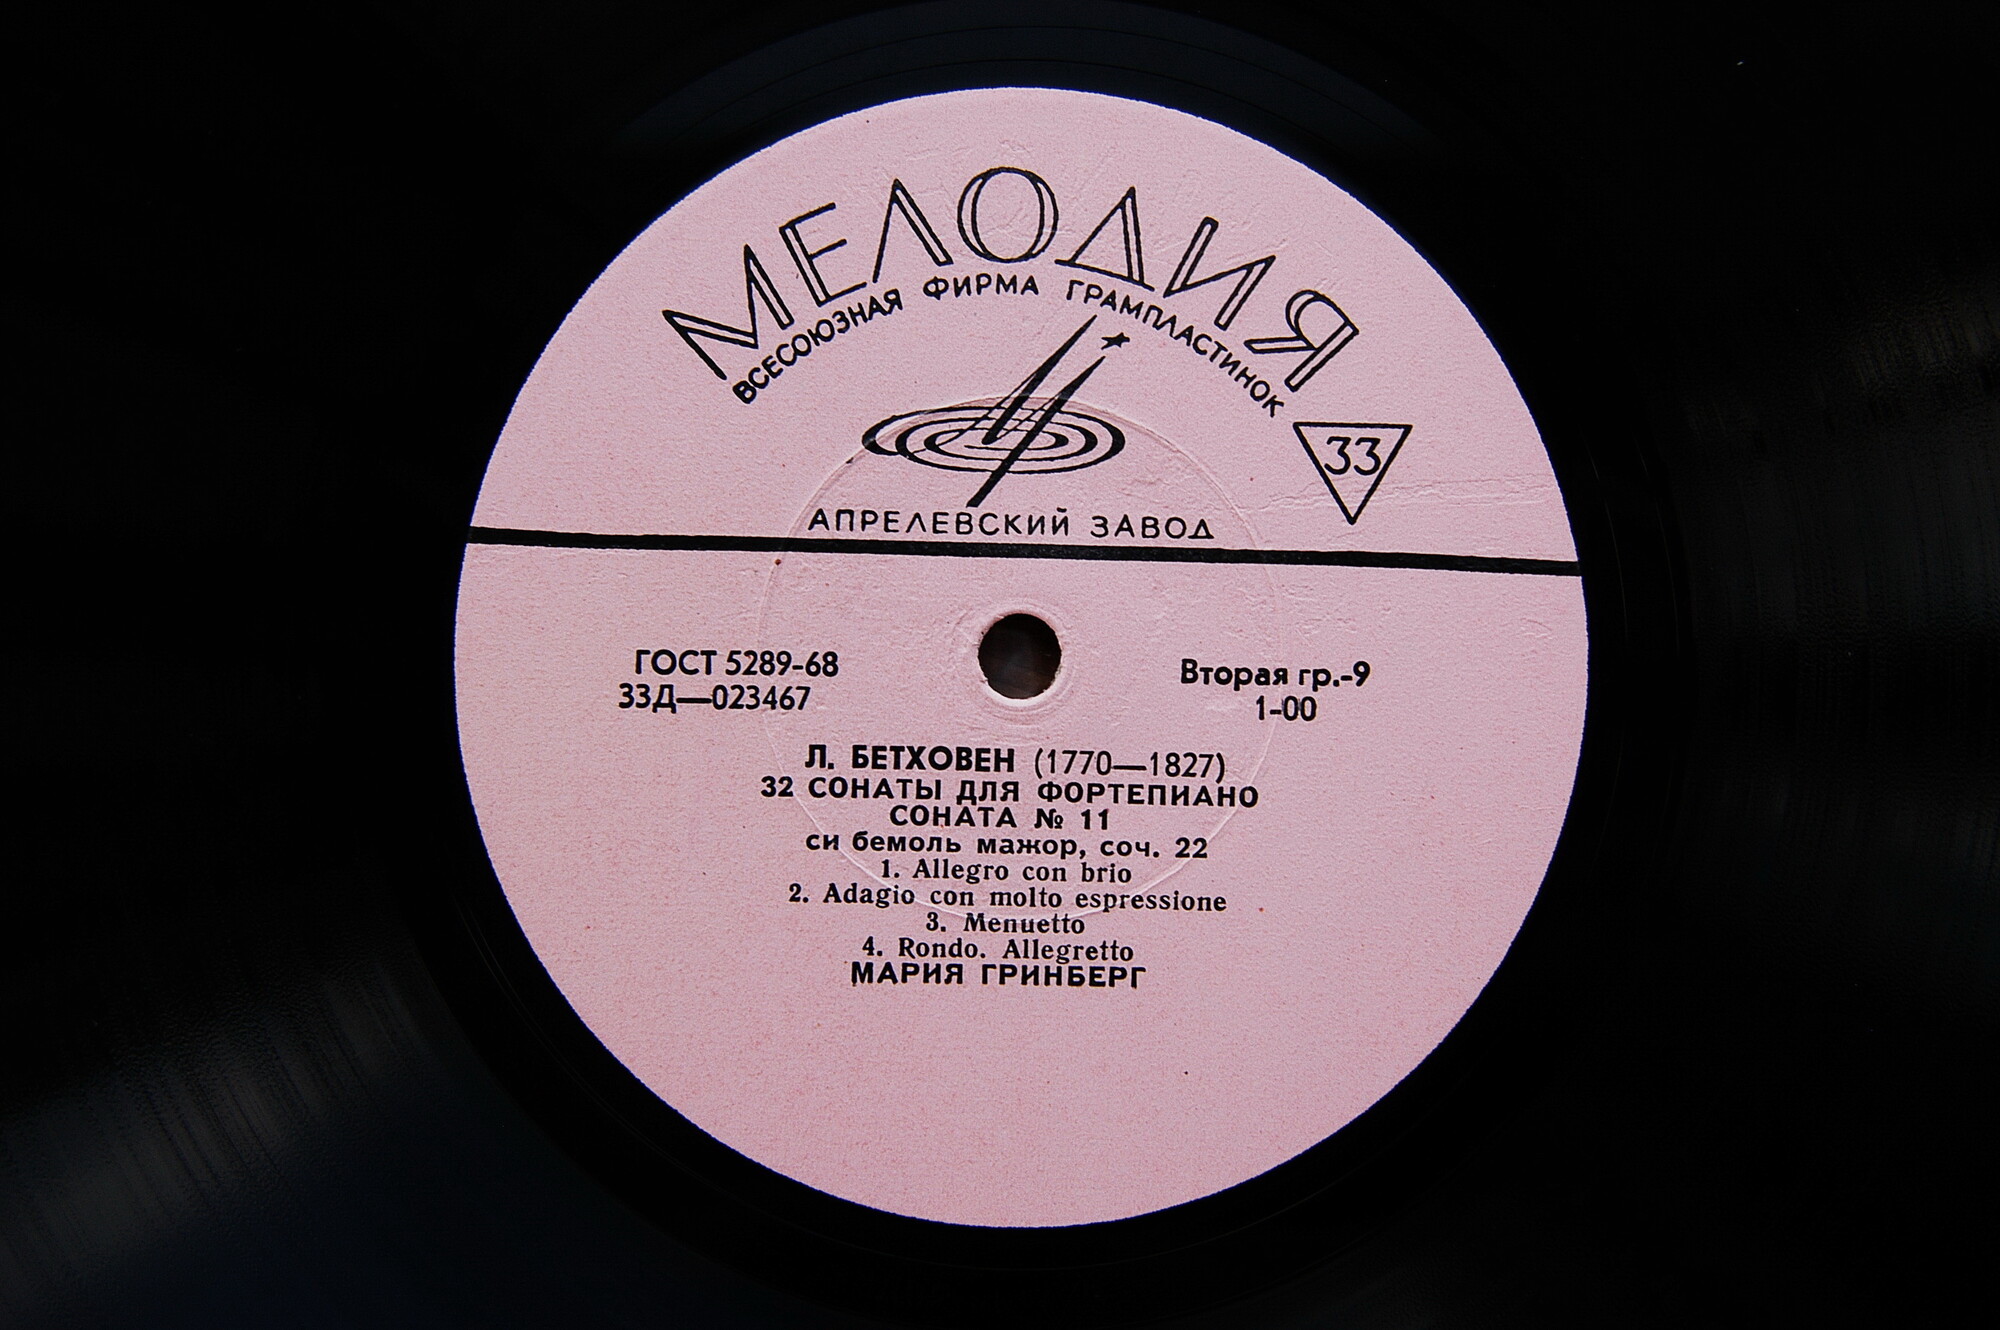 МЕЛОДИЯ
ВСЕСОЮЗНАЯ ФИРМА ГРАМПЛАСТИНОК
33
АПРЕЛЕВСКИЙ ЗАВОД
ГОСТ 5289-68
33Д—023467
Вторая гр.-9
1-00
Л. БЕТХОВЕН (1770—1827)
32 СОНАТЫ ДЛЯ ФОРТЕПИАНО
СОНАТА № 11
си бемоль мажор, соч. 22
1. Allegro con brio
2. Adagio con molto espressione
3. Menuetto
4. Rondo. Allegretto
МАРИЯ ГРИНБЕРГ